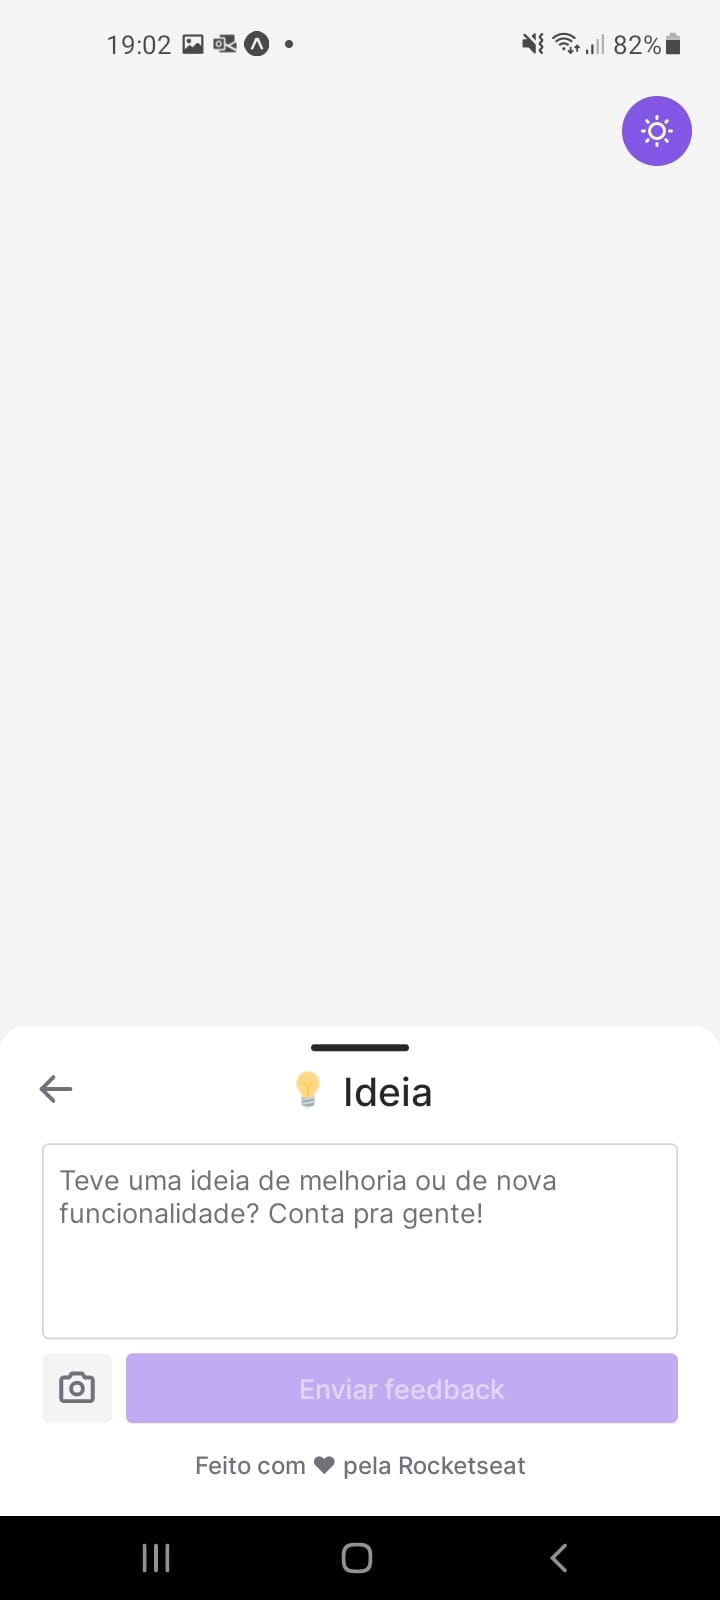 19:02 82%
Ideia
Teve uma ideia de melhoria ou de nova
funcionalidade? Conta pra gente!
Enviar feedback
Feito com ♥ pela Rocketseat